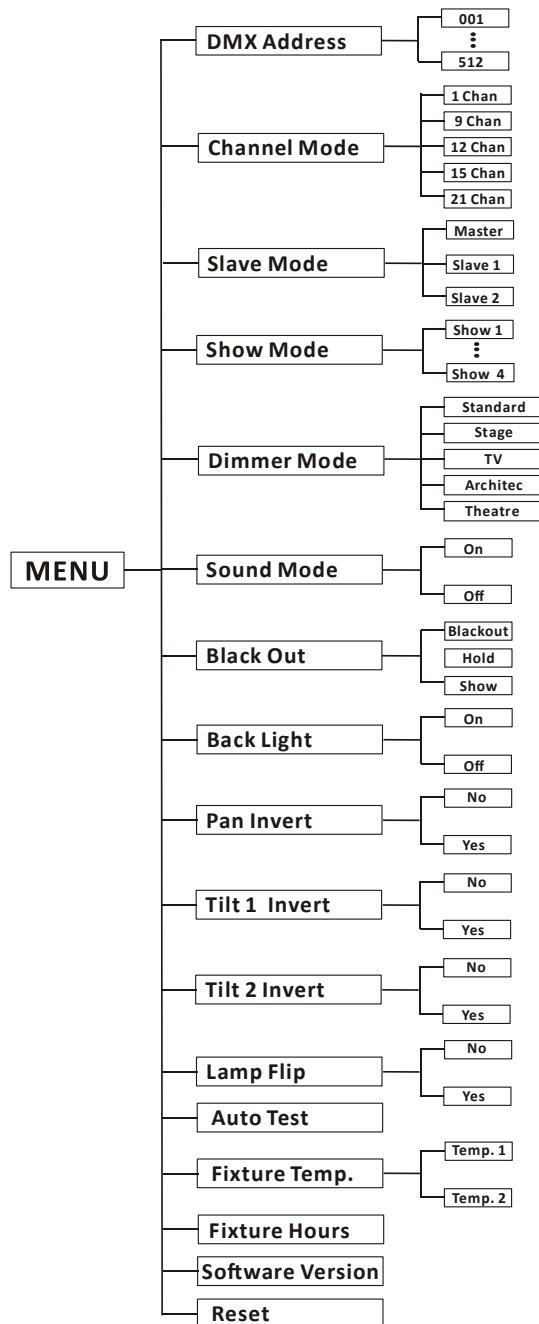 MENU
DMX Address
001
512
Channel Mode
1 Chan
9 Chan
12 Chan
15 Chan
21 Chan
Slave Mode
Master
Slave 1
Slave 2
Show Mode
Show 1
Show 4
Dimmer Mode
Standard
Stage
TV
Architec
Theatre
Sound Mode
On
Off
Black Out
Blackout
Hold
Show
Back Light
On
Off
Pan Invert
No
Yes
Tilt 1 Invert
No
Yes
Tilt 2 Invert
No
Yes
Lamp Flip
No
Yes
Auto Test
Fixture Temp.
Temp. 1
Temp. 2
Fixture Hours
Software Version
Reset